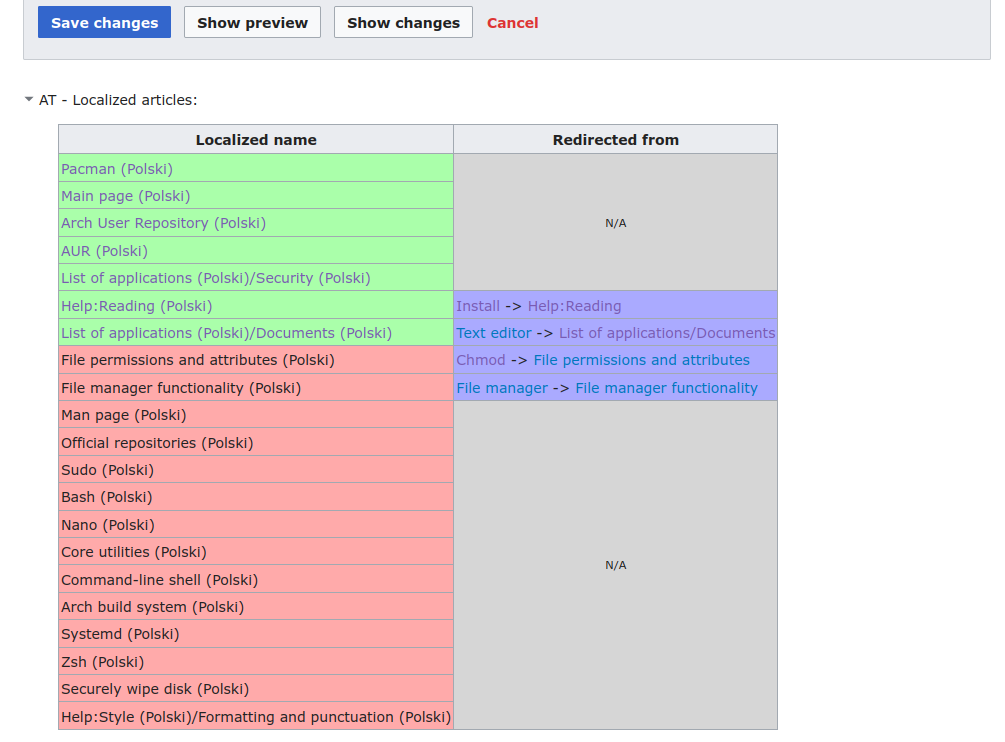 Save changes Show preview Show changes Cancel
AT - Localized articles:
Localized name Redirected from
Pacman (Polski)
Main page (Polski)
Arch User Repository (Polski) N/A
AUR (Polski)
List of applications (Polski)/Security (Polski)
Help:Reading (Polski) Install -> Help:Reading
List of applications (Polski)/Documents (Polski) Text editor -> List of applications/Documents
File permissions and attributes (Polski) Chmod -> File permissions and attributes
File manager functionality (Polski) File manager -> File manager functionality
Man page (Polski)
Official repositories (Polski)
Sudo (Polski)
Bash (Polski)
Nano (Polski)
Core utilities (Polski) N/A
Command-line shell (Polski)
Arch build system (Polski)
Systemd (Polski)
Zsh (Polski)
Securely wipe disk (Polski)
Help:Style (Polski)/Formatting and punctuation (Polski)